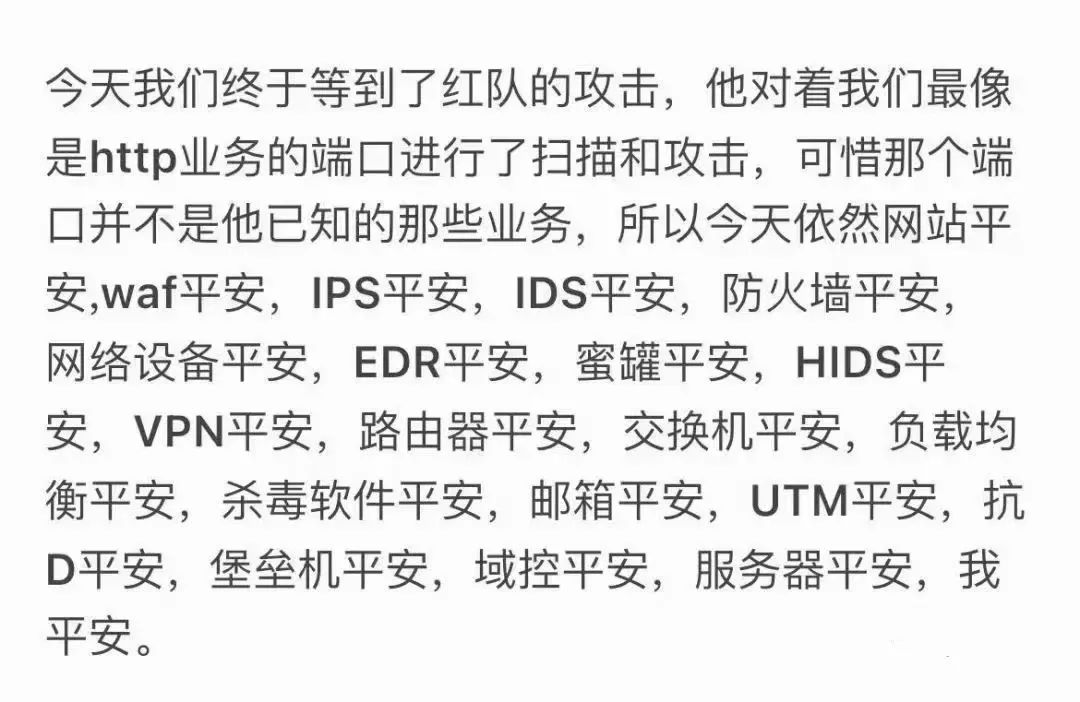 今天我们终于等到了红队的攻击，他对着我们最像
是http业务的端口进行了扫描和攻击，可惜那个端
口并不是他已知的那些业务，所以今天依然网站平
安,waf平安，IPS平安，IDS平安，防火墙平安，
网络设备平安，EDR平安，蜜罐平安，HIDS平
安，VPN平安，路由器平安，交换机平安，负载均
衡平安，杀毒软件平安，邮箱平安，UTM平安，抗
D平安，堡垒机平安，域控平安，服务器平安，我
平安。